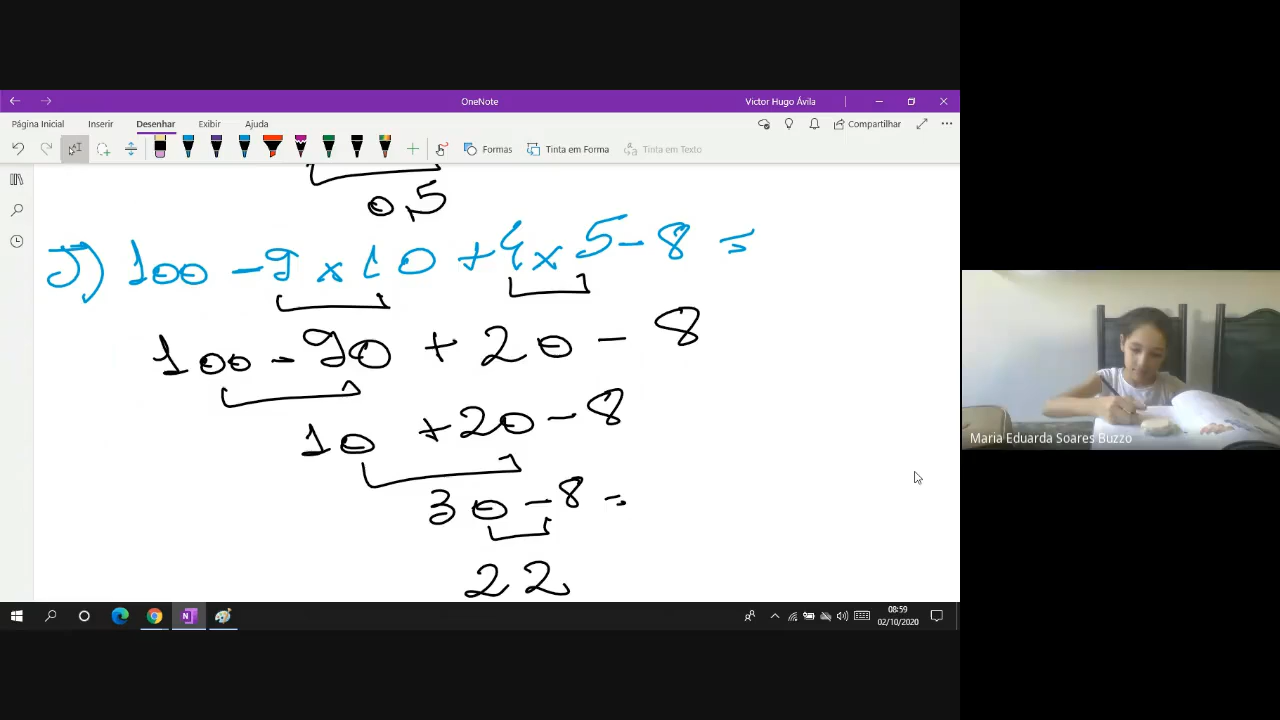 OneNote
Victor Hugo Ávila
Página Inicial Inserir Desenhar Exibir Ajuda
Compartilhar
Formas Tinta em Forma Tinta em Texto
0,5
J) 100 - 9 x 10 + 4 x 5 - 8 =
100 - 90 + 20 - 8
10 + 20 - 8
30 - 8 =
22
Maria Eduarda Soares Buzzo
08:59
02/10/2020